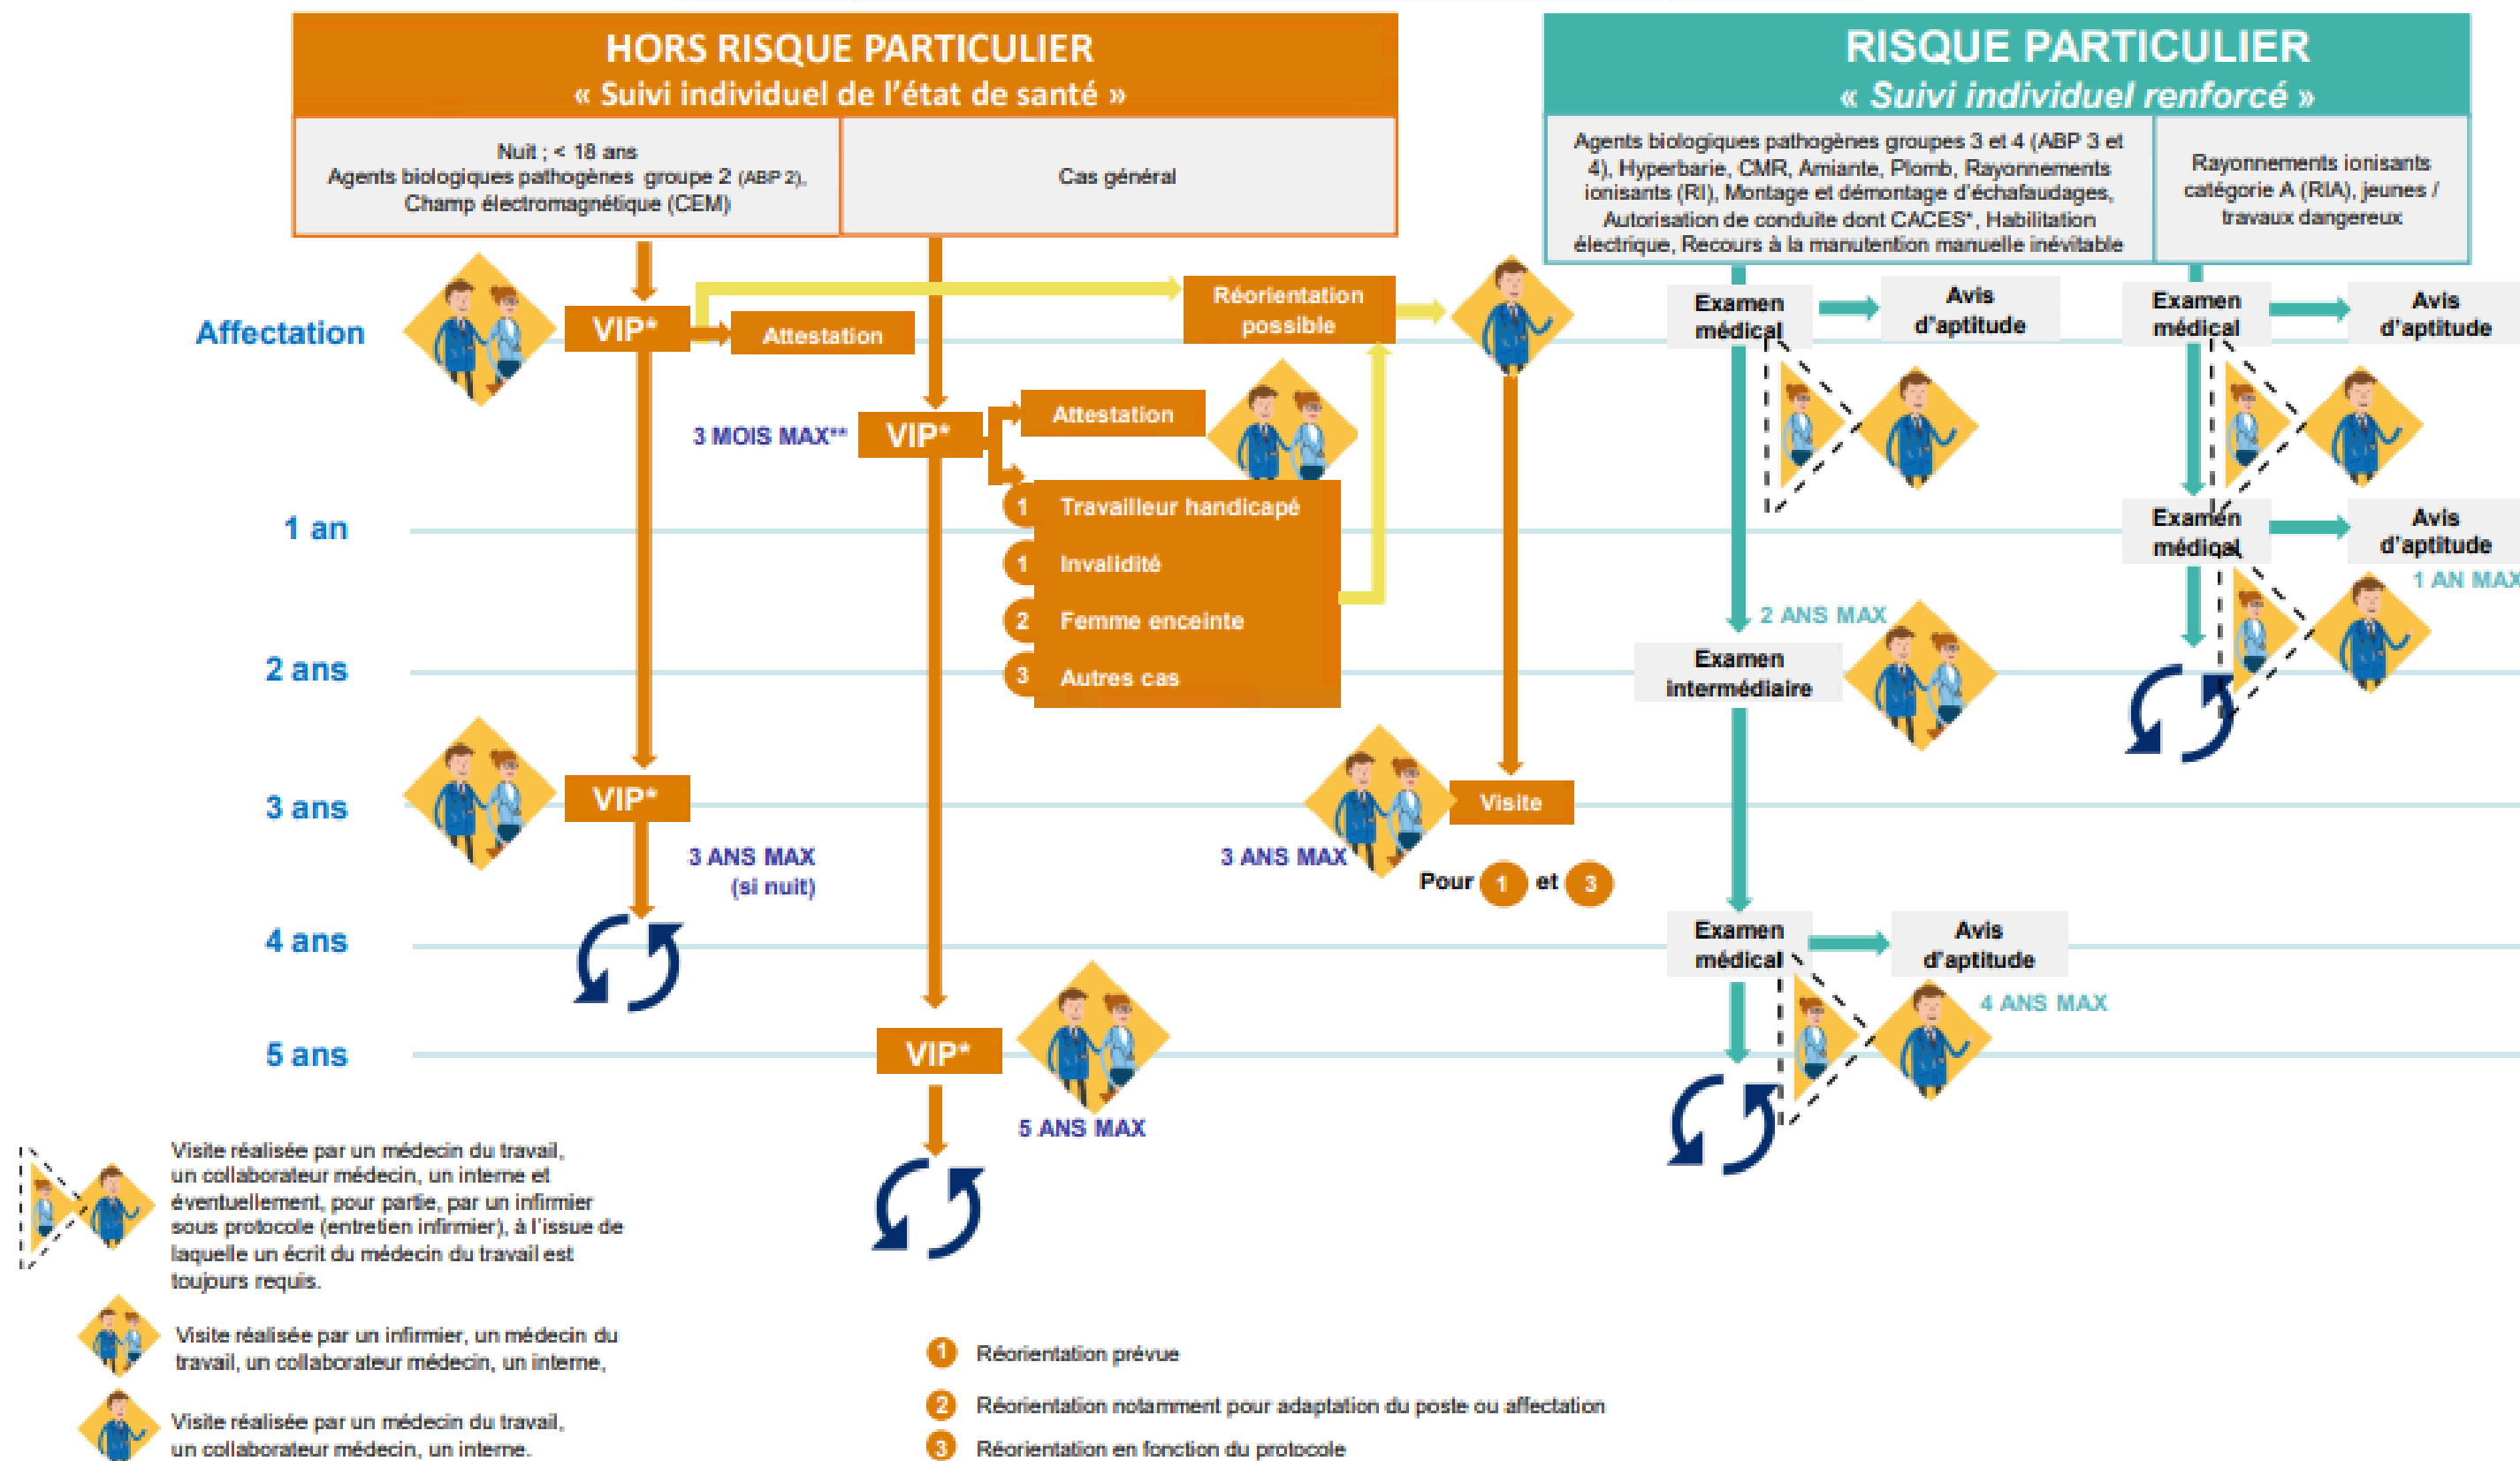 HORS RISQUE PARTICULIER
« Suivi individuel de l'état de santé »
Nuit ; < 18 ans
Agents biologiques pathogènes groupe 2 (ABP 2),
Champ électromagnétique (CEM)
Cas général
RISQUE PARTICULIER
« Suivi individuel renforcé »
Agents biologiques pathogènes groupes 3 et 4 (ABP 3 et
4), Hyperbarie, CMR, Amiante, Plomb, Rayonnements
ionisants (RI), Montage et démontage d'échafaudages,
Autorisation de conduite dont CACES*, Habilitation
électrique, Recours à la manutention manuelle inévitable
Rayonnements ionisants
catégorie A (RIA), jeunes /
travaux dangereux
Affectation
VIP*
Attestation
Réorientation
possible
Examen
médical
Avis
d'aptitude
Examen
médical
Avis
d'aptitude
3 MOIS MAX**
VIP*
Attestation
1 an
1 Travailleur handicapé
1 Invalidité
2 Femme enceinte
3 Autres cas
Examen
médical
Avis
d'aptitude
1 AN MAX
2 ans
2 ANS MAX
Examen
intermédiaire
3 ans
VIP*
3 ANS MAX
(si nuit)
3 ANS MAX
Visite
Pour 1 et 3
4 ans
Examen
médical
Avis
d'aptitude
4 ANS MAX
5 ans
VIP*
5 ANS MAX
Visite réalisée par un médecin du travail,
un collaborateur médecin, un interne et
éventuellement, pour partie, par un infirmier
sous protocole (entretien infirmier), à l'issue de
laquelle un écrit du médecin du travail est
toujours requis.
Visite réalisée par un infirmier, un médecin du
travail, un collaborateur médecin, un interne,
Visite réalisée par un médecin du travail,
un collaborateur médecin, un interne.
1 Réorientation prévue
2 Réorientation notamment pour adaptation du poste ou affectation
3 Réorientation en fonction du protocole